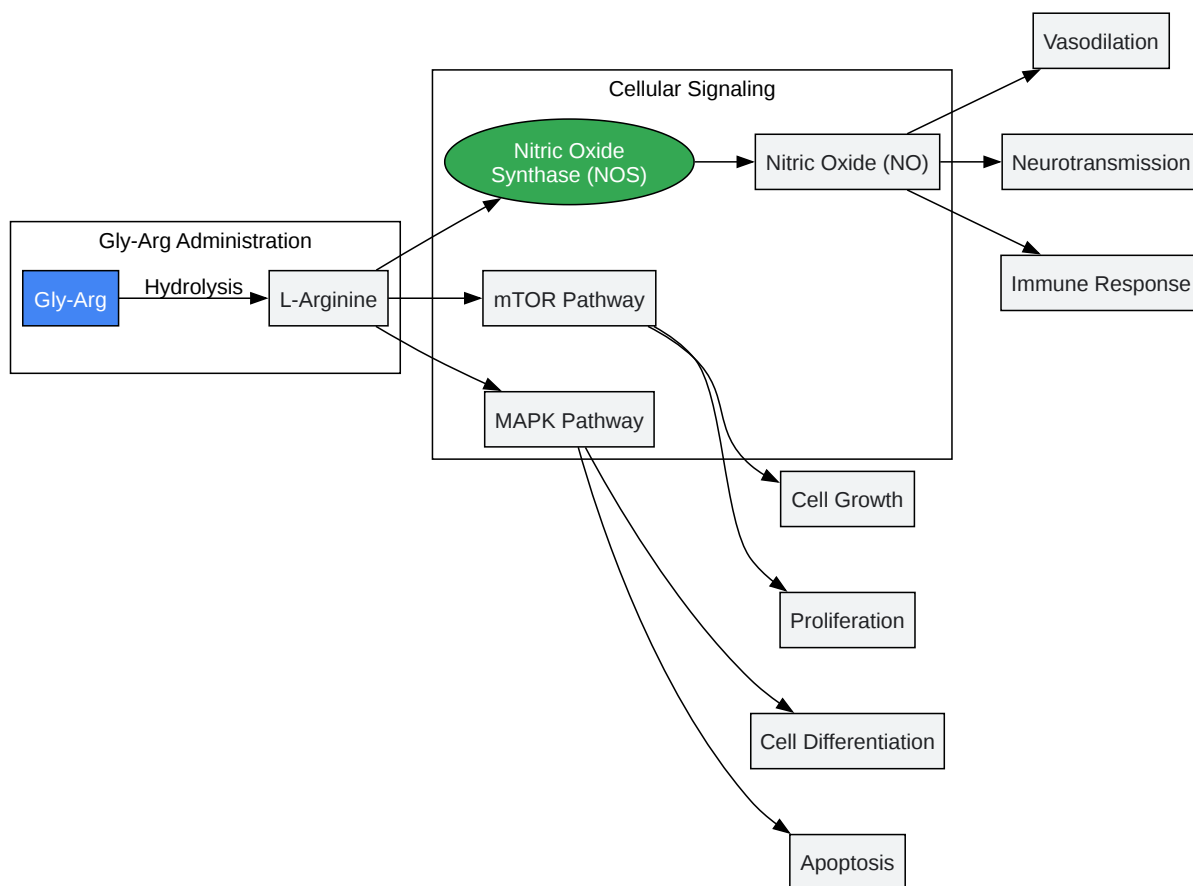 Vasodilation
Cellular Signaling
Nitric Oxide
Synthase (NOS)
Nitric Oxide (NO)
Neurotransmission
Gly-Arg Administration
Gly-Arg
Hydrolysis
L-Arginine
mTOR Pathway
Immune Response
MAPK Pathway
Cell Growth
Proliferation
Cell Differentiation
Apoptosis